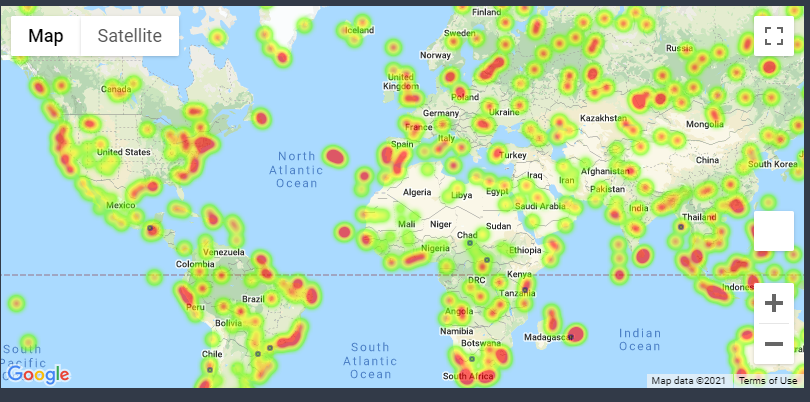 Map Satellite
Finland
Iceland
Sweden
Russia
Norway
Canada
United
Kingdom
Poland
Germany
Ukraine
Kazakhstan
Mongolia
France
Italy
Spain
United States
North
Atlantic
Ocean
Turkey
China
South Korea
Iraq
Iran
Afghanistan
Pakistan
Algeria
Libya
Egypt
Saudi Arabia
Mexico
India
Thailand
Mali
Niger
Chad
Sudan
Nigeria
Ethiopia
Venezuela
Colombia
DRC
Kenya
Tanzania
Indones
Brazil
Peru
Angola
Bolivia
Namibia
Botswana
Madagascar
Indian
Ocean
Chile
South
Pacific
Oc
South
Atlantic
Ocean
South Africa
Google
Map data ©2021 Terms of Use